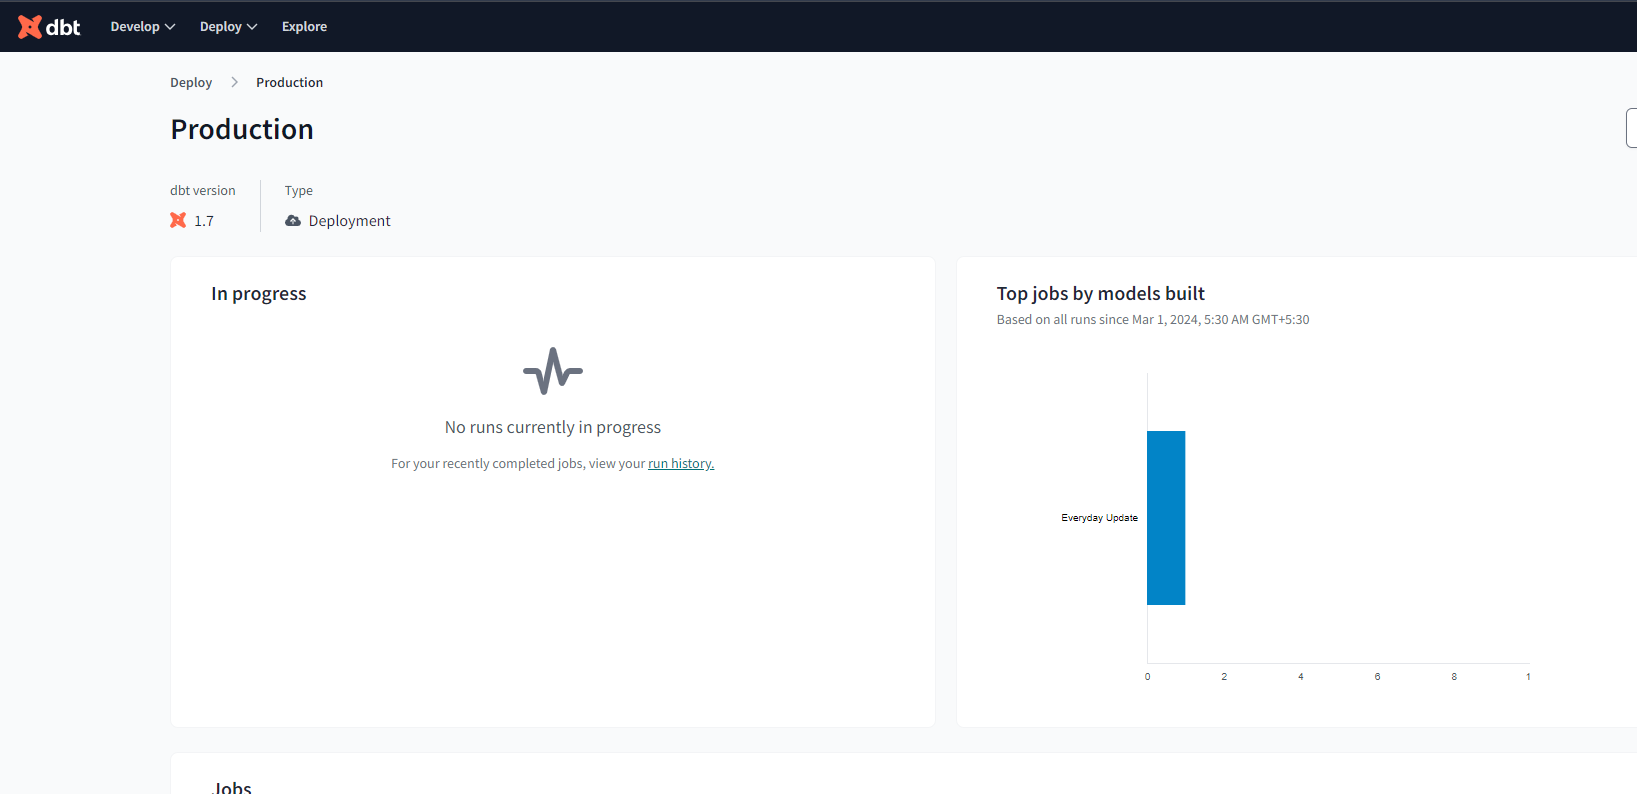 dbt Develop Deploy Explore
Deploy Production
Production
dbt version Type
1.7 Deployment
In progress
No runs currently in progress
For your recently completed jobs, view your run history.
Top jobs by models built
Based on all runs since Mar 1, 2024, 5:30 AM GMT+5:30
Everyday Update
0 2 4 6 8 1
Jobs